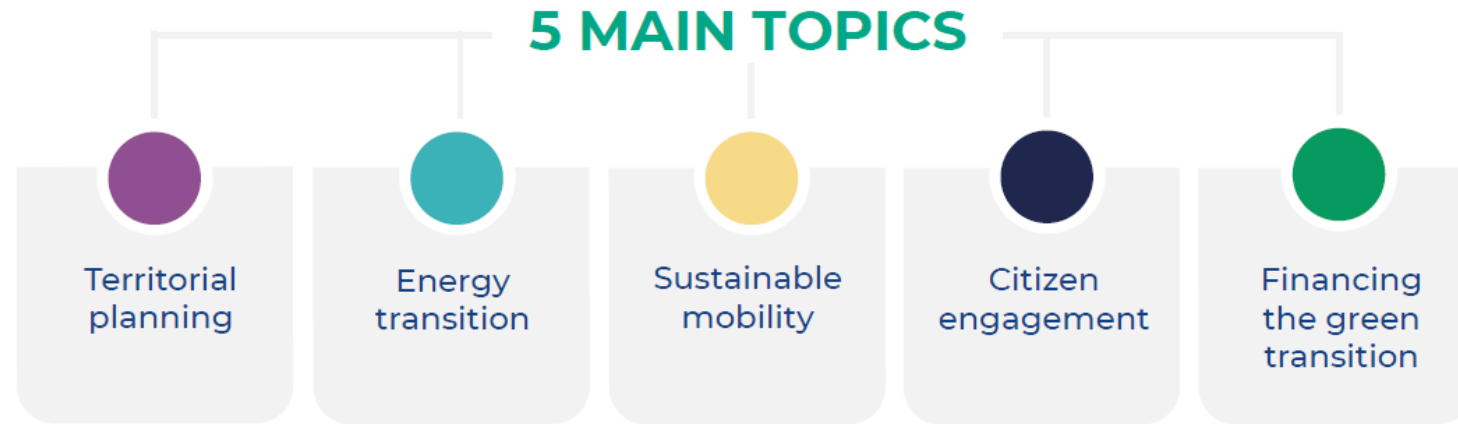 5 MAIN TOPICS
Territorial
planning
Energy
transition
Sustainable
mobility
Citizen
engagement
Financing
the green
transition